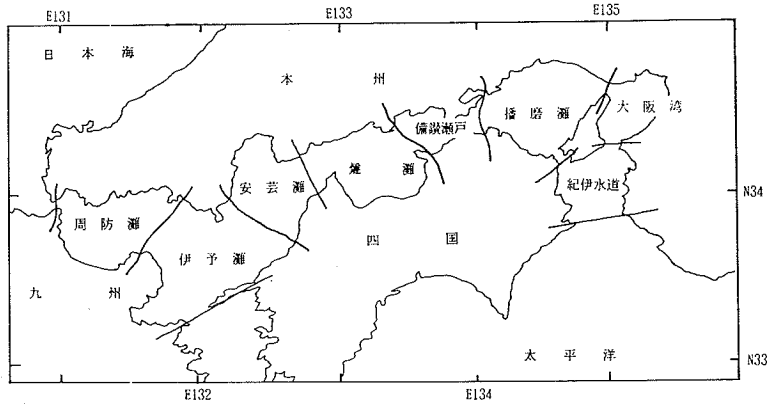 E131
E133
E135
日本海
本州
播磨灘
大阪湾
備讃瀬戸
燧灘
安芸灘
紀伊水道
N34
周防灘
伊予灘
四国
九州
太平洋
N33
E132
E134